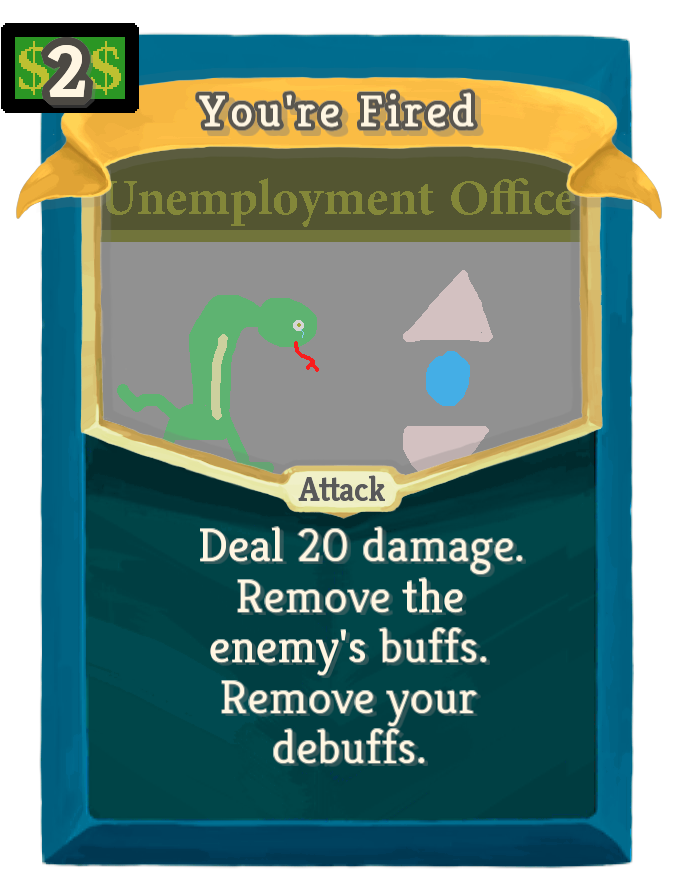 $2$
You're Fired
Unemployment Office
Attack
Deal 20 damage.
Remove the
enemy's buffs.
Remove your
debuffs.